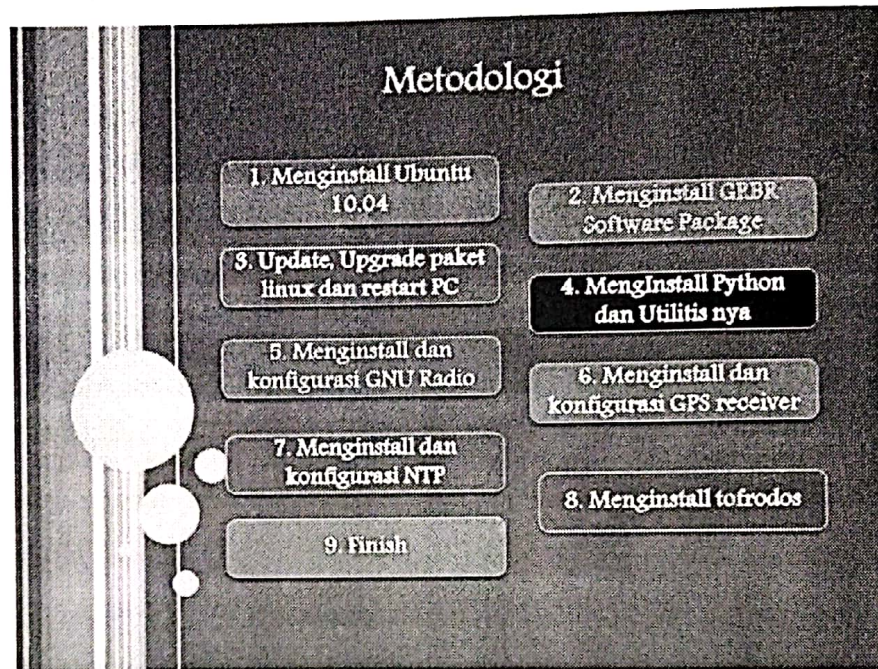 Metodologi
1. Menginstall Ubuntu
10.04
2. Menginstall GRBR
Software Package
3. Update, Upgrade paket
linux dan restart PC
4. MengInstall Python
dan Utilitis nya
5. Menginstall dan
konfigurasi GNU Radio
6. Menginstall dan
konfigurasi GPS receiver
7. Menginstall dan
konfigurasi NTP
8. Menginstall tofrodos
9. Finish